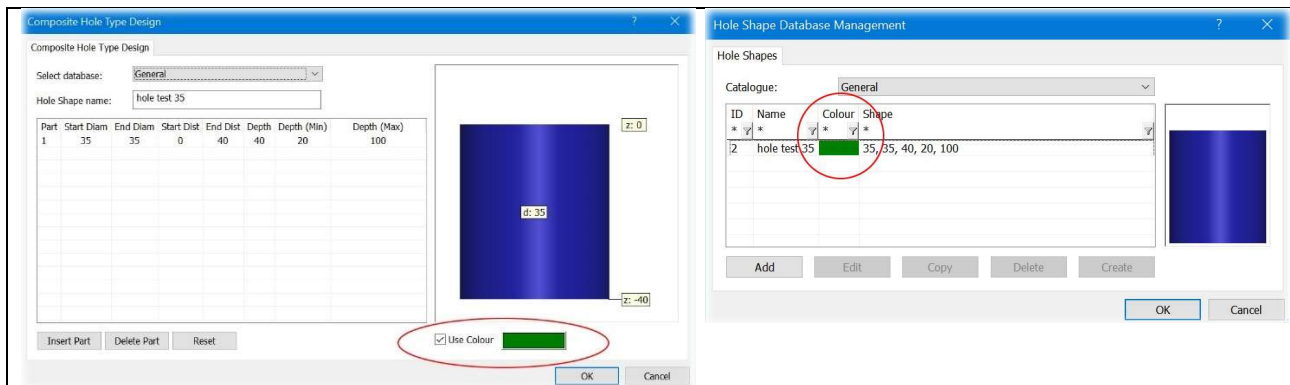 Composite Hole Type Design ? ×
Composite Hole Type Design
Select database: General
Hole Shape name: hole test 35
Part Start Diam End Diam Start Dist End Dist Depth Depth (Min) Depth (Max)
1 35 35 0 40 40 20 100
z: 0
d: 35
z: -40
Insert Part Delete Part Reset
Use Colour
OK Cancel
Hole Shape Database Management ? ×
Hole Shapes
Catalogue: General
ID Name Colour Shape
* * * *
2 hole test 35 35, 35, 40, 20, 100
Add Edit Copy Delete Create
OK Cancel